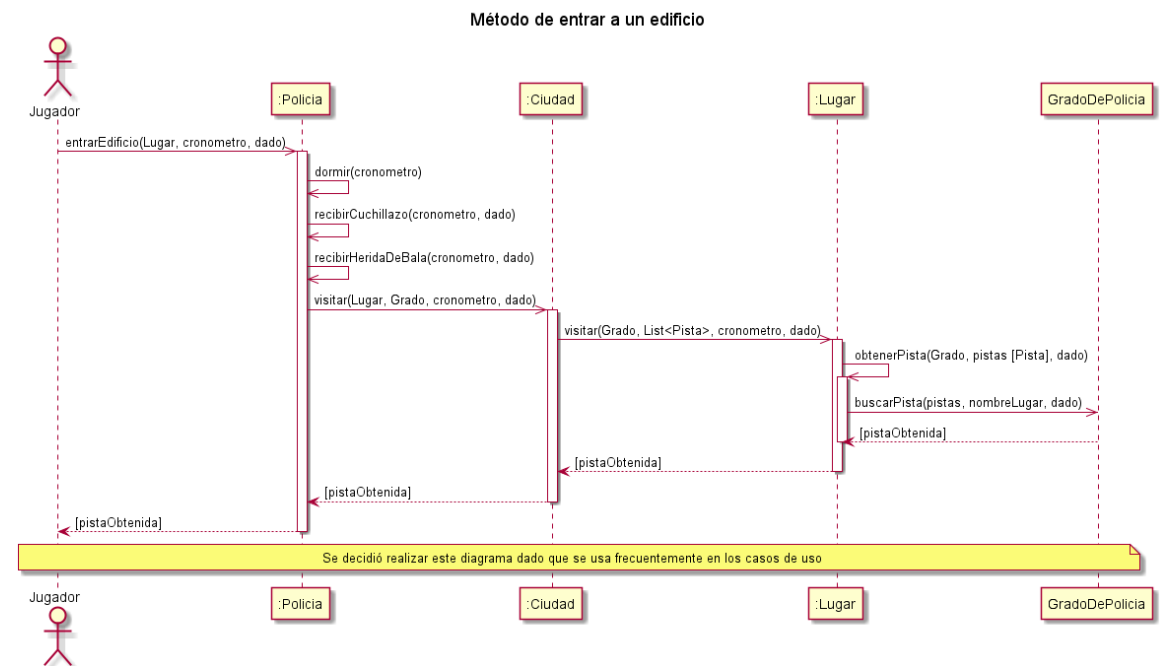 Método de entrar a un edificio
Jugador
:Policia
:Ciudad
:Lugar
GradoDePolicia
entrarEdificio(Lugar, cronometro, dado)
dormir(cronometro)
recibirCuchillazo(cronometro, dado)
recibirHeridaDeBala(cronometro, dado)
visitar(Lugar, Grado, cronometro, dado)
visitar(Grado, List<Pista>, cronometro, dado)
obtenerPista(Grado, pistas [Pista], dado)
buscarPista(pistas, nombreLugar, dado)
[pistaObtenida]
[pistaObtenida]
[pistaObtenida]
[pistaObtenida]
Se decidió realizar este diagrama dado que se usa frecuentemente en los casos de uso
Jugador
:Policia
:Ciudad
:Lugar
GradoDePolicia